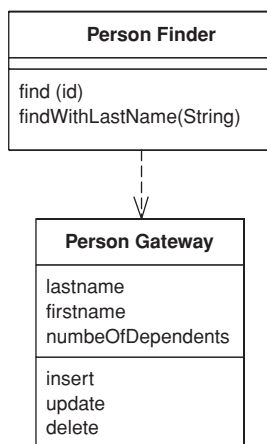 Person Finder
find (id)
findWithLastName(String)
Person Gateway
lastname
firstname
numbeOfDependents
insert
update
delete